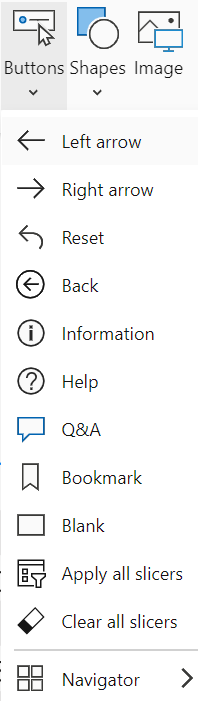 Buttons Shapes Image
Left arrow
Right arrow
Reset
Back
Information
Help
Q&A
Bookmark
Blank
Apply all slicers
Clear all slicers
Navigator